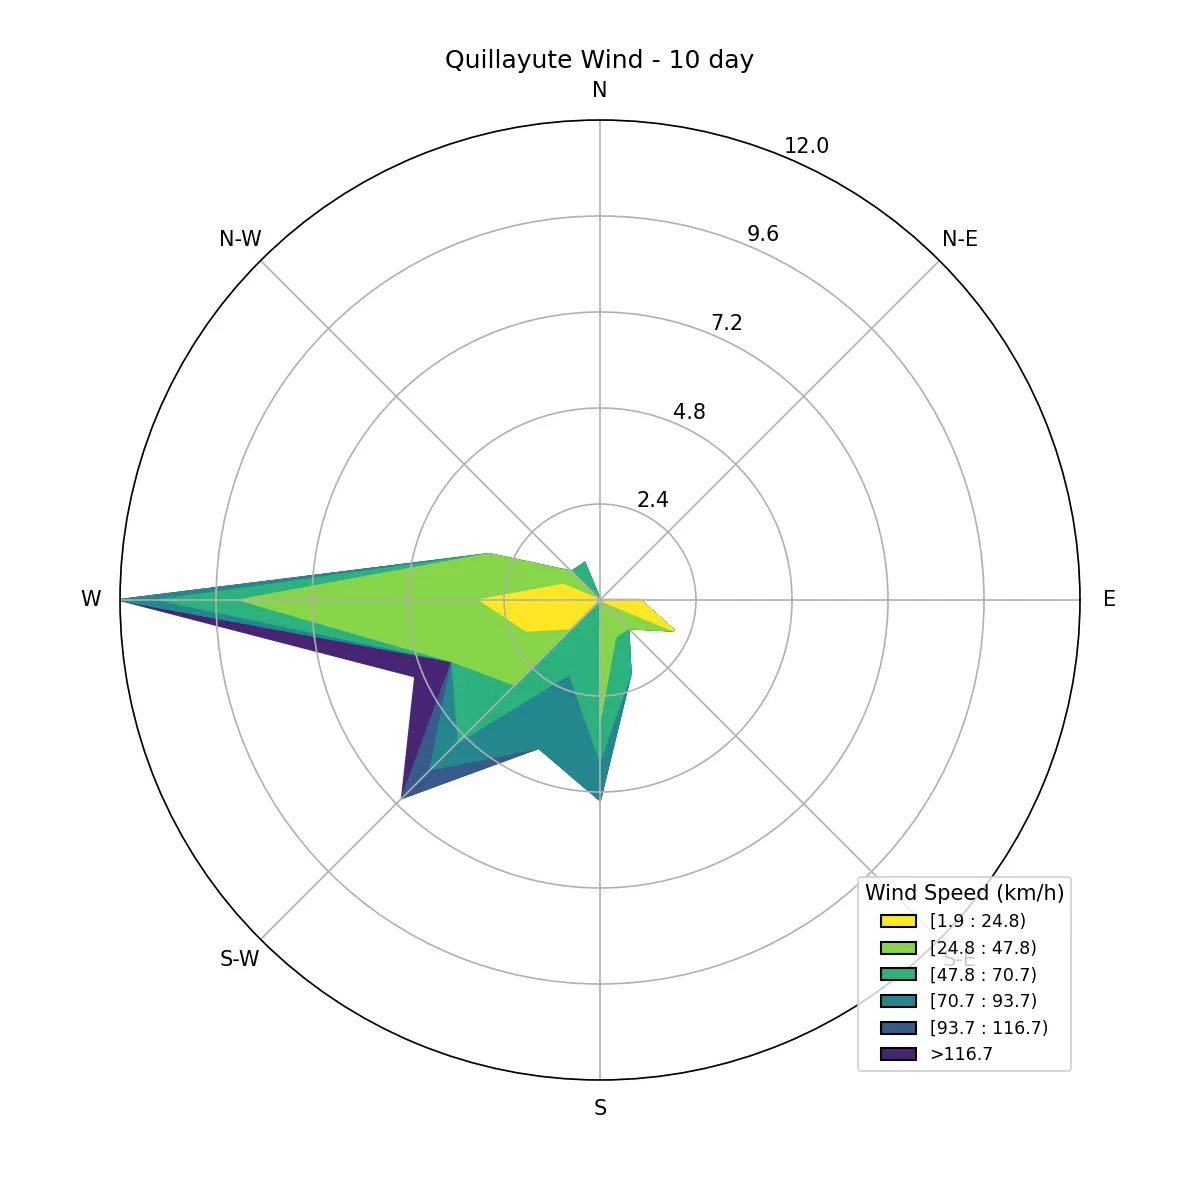 Quillayute Wind - 10 day
N
12.0
N-W
9.6
N-E
7.2
4.8
2.4
W
E
S-W
S-E
S
Wind Speed (km/h)
[1.9 : 24.8)
[24.8 : 47.8)
[47.8 : 70.7)
[70.7 : 93.7)
[93.7 : 116.7)
>116.7